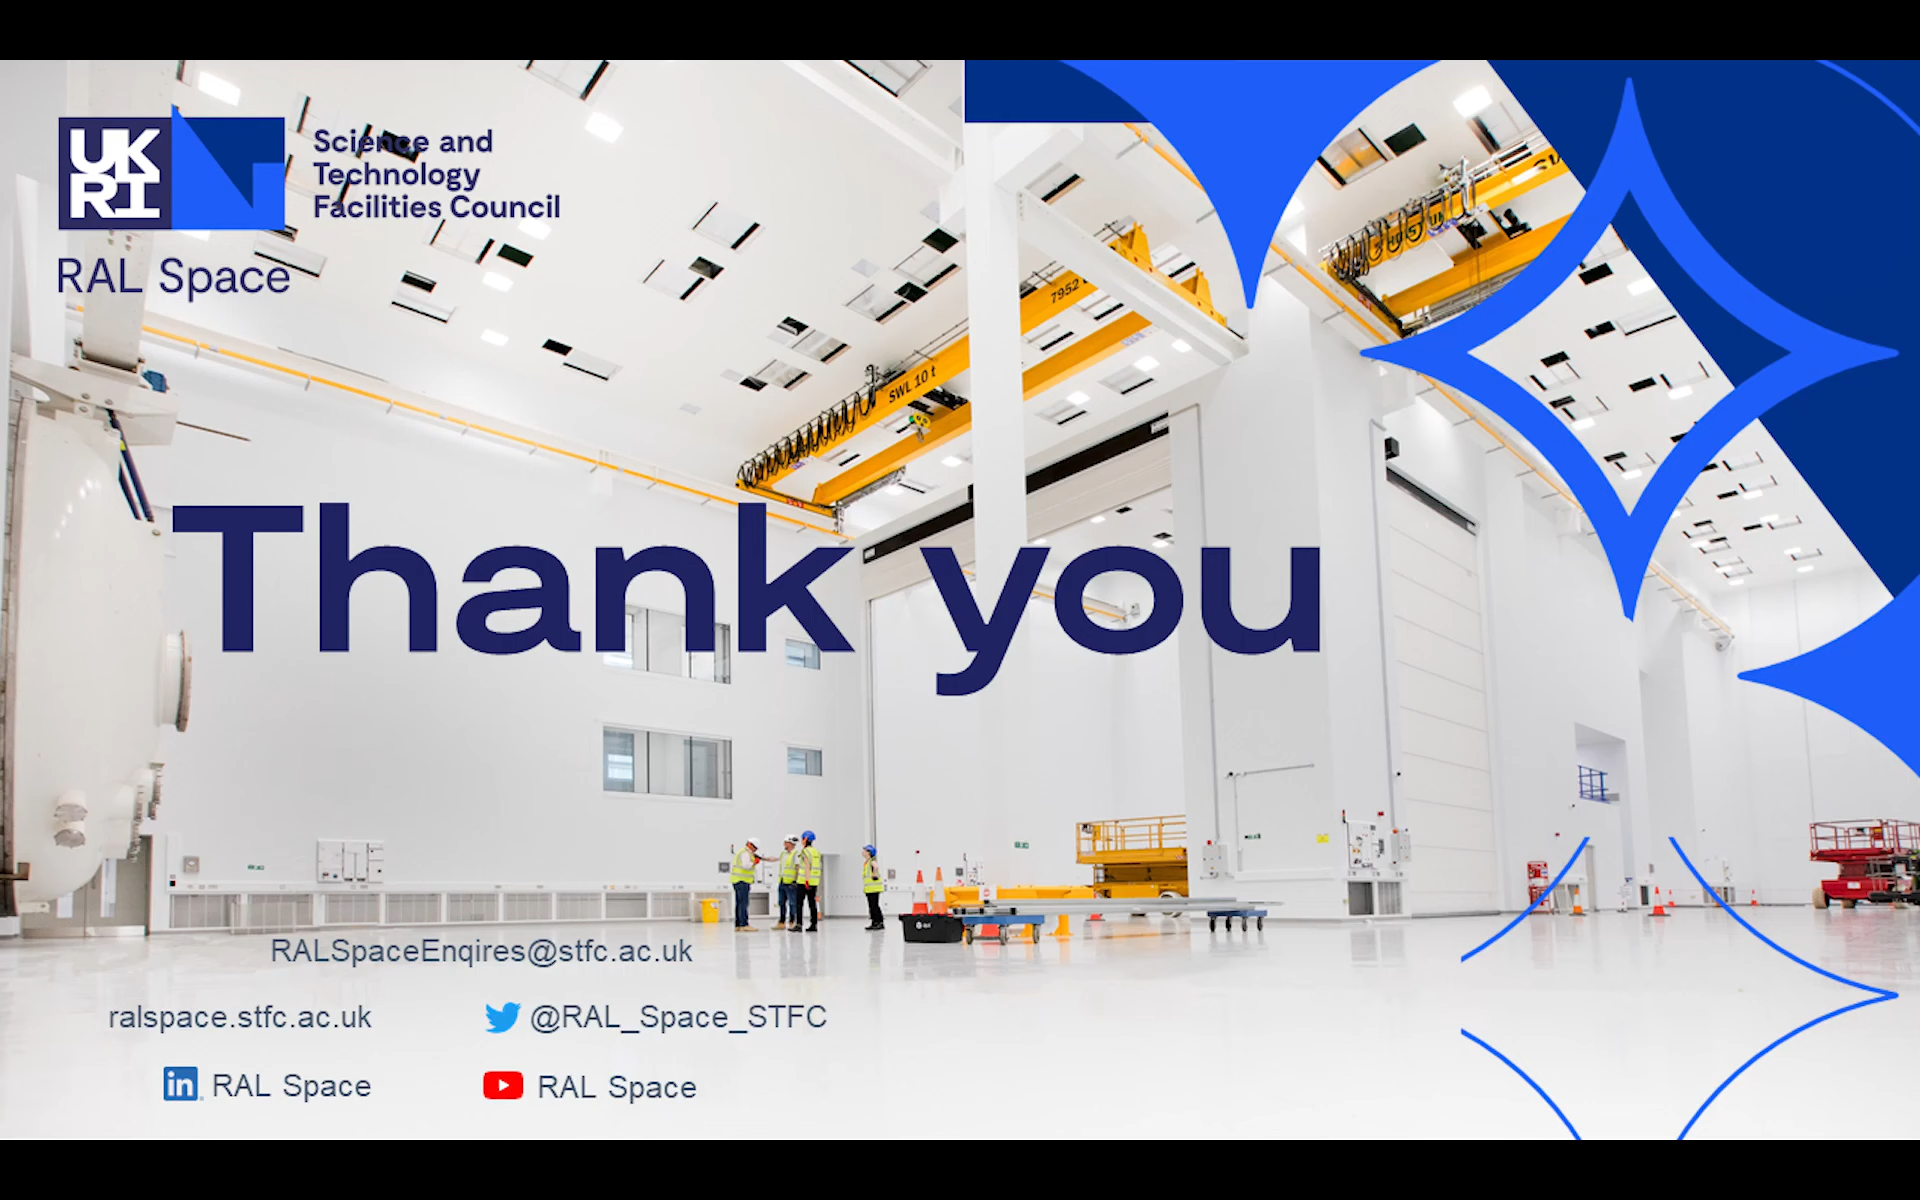 UK
RI
Science and
Technology
Facilities Council
RAL Space
7952
SWL 10 t
Thank you
RALSpaceEnqires@stfc.ac.uk
ralspace.stfc.ac.uk
@RAL_Space_STFC
in RAL Space
RAL Space